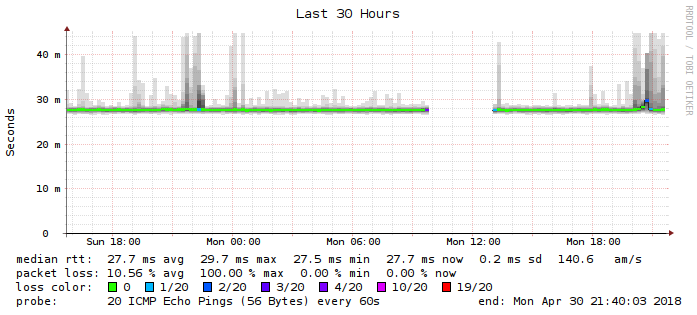 Last 30 Hours
RRDTOOL / TOBI OETIKER
Seconds
40 m
30 m
20 m
10 m
0
Sun 18:00 Mon 00:00 Mon 06:00 Mon 12:00 Mon 18:00
median rtt: 27.7 ms avg 29.7 ms max 27.5 ms min 27.7 ms now 0.2 ms sd 140.6 am/s
packet loss: 10.56 % avg 100.00 % max 0.00 % min 0.00 % now
loss color: 0 1/20 2/20 3/20 4/20 10/20 19/20
probe: 20 ICMP Echo Pings (56 Bytes) every 60s end: Mon Apr 30 21:40:03 2018